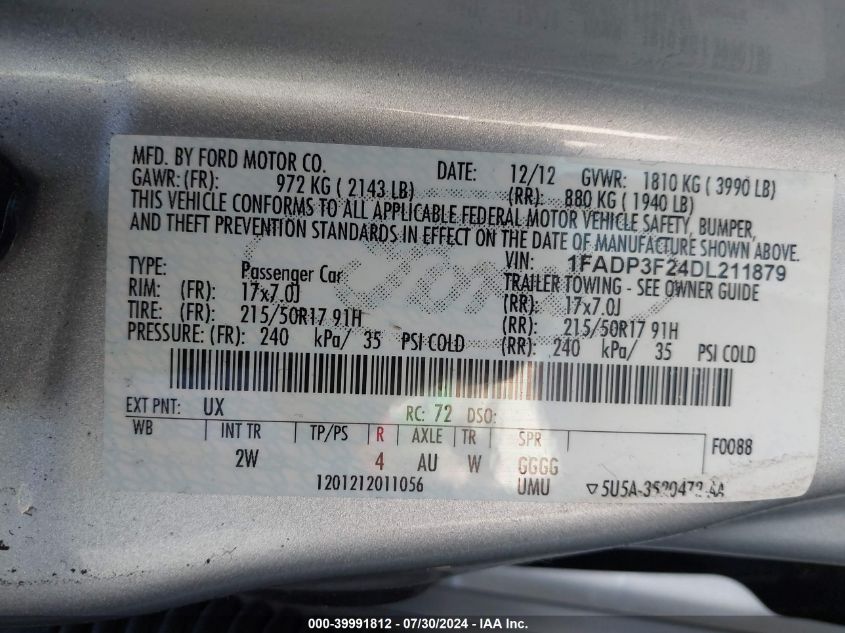 MFD. BY FORD MOTOR CO. DATE: 12/12 GVWR: 1810 KG ( 3990 LB)
GAWR: (FR): 972 KG ( 2143 LB) (RR): 880 KG ( 1940 LB)
THIS VEHICLE CONFORMS TO ALL APPLICABLE FEDERAL MOTOR VEHICLE SAFETY, BUMPER,
AND THEFT PREVENTION STANDARDS IN EFFECT ON THE DATE OF MANUFACTURE SHOWN ABOVE.
VIN: 1FADP3F24DL211879
TYPE: Passenger Car TRAILER TOWING - SEE OWNER GUIDE
RIM: (FR): 17x7.0J (RR): 17x7.0J
TIRE: (FR): 215/50R17 91H (RR): 215/50R17 91H
PRESSURE: (FR): 240 kPa/ 35 PSI COLD (RR): 240 kPa/ 35 PSI COLD
EXT PNT: UX RC: 72 DSO:
WB INT TR TP/PS R AXLE TR SPR F0088
2W 4 AU W GGGG
1201212011056 UMU ▽5U5A-3520472-AA
000-39991812 / 07/30/2024 / IAA Inc.